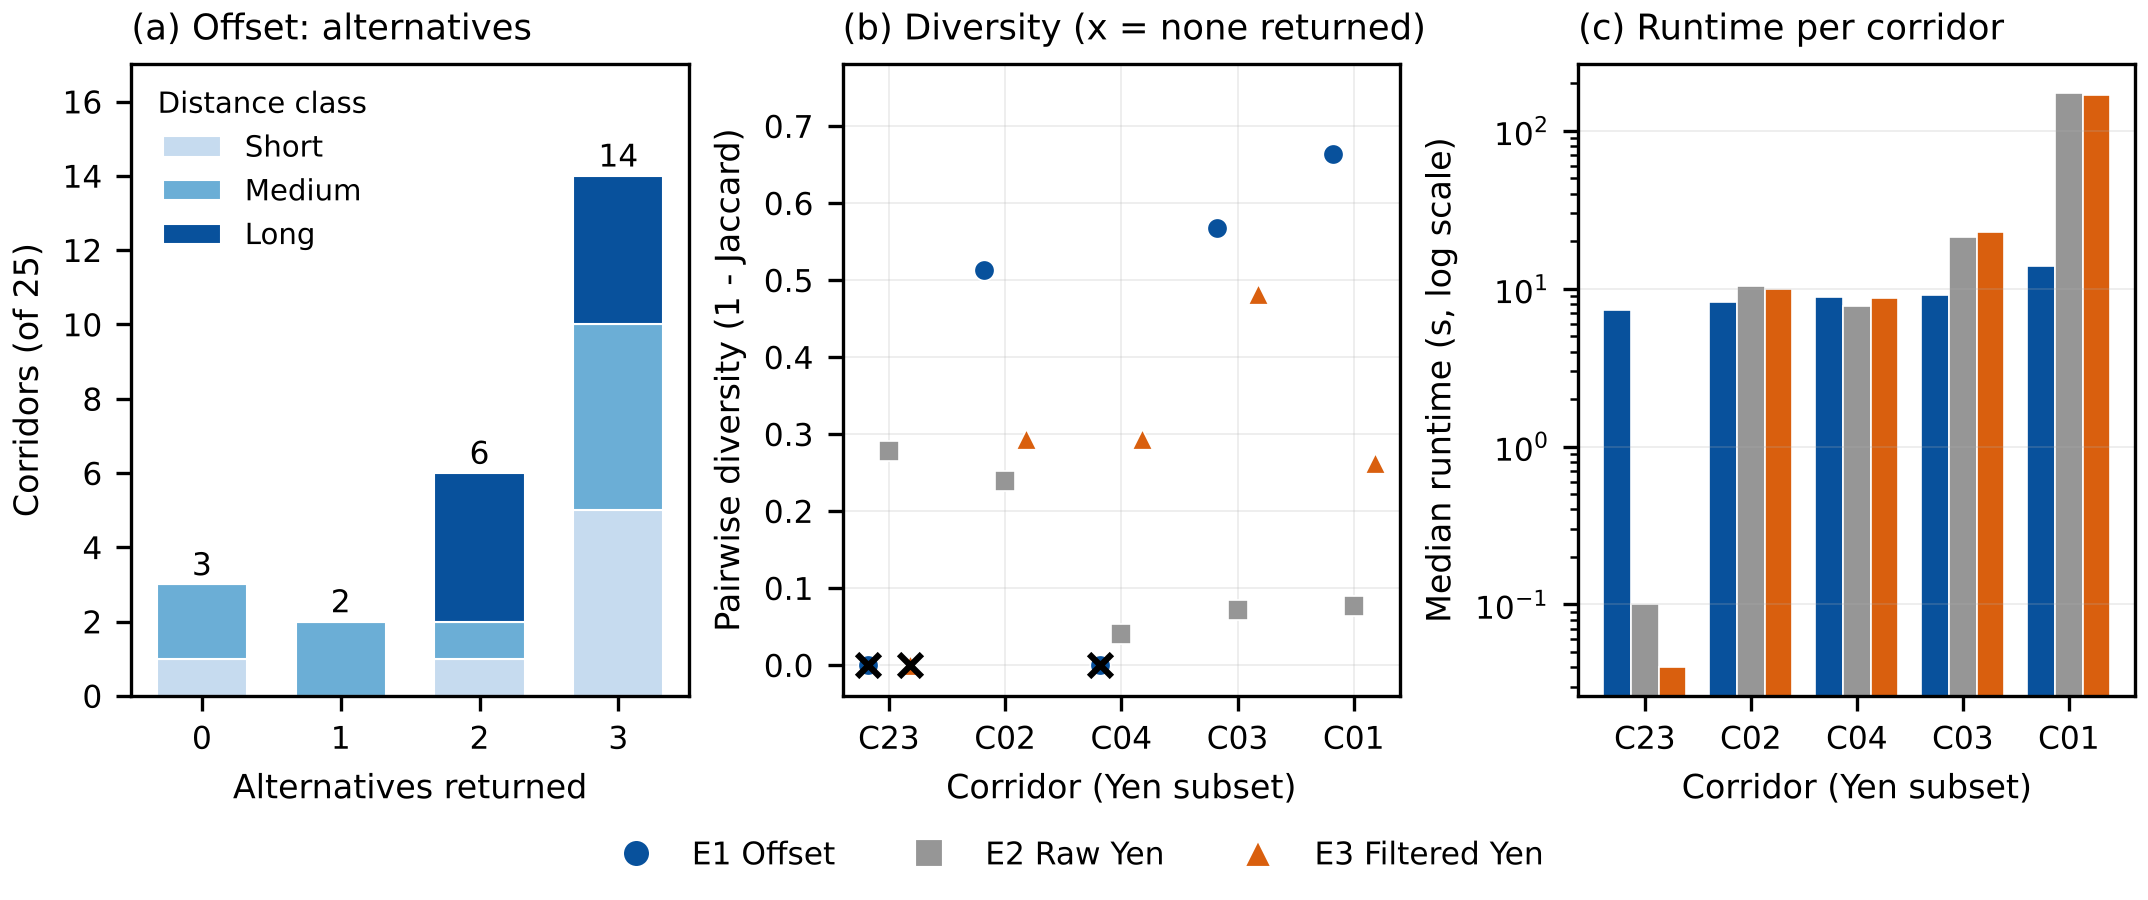 (a) Offset: alternatives
Corridors (of 25)
16
14
12
10
8
6
4
2
0
Distance class
Short
Medium
Long
3
2
6
14
0
1
2
3
Alternatives returned
(b) Diversity (x = none returned)
Pairwise diversity (1 - Jaccard)
0.7
0.6
0.5
0.4
0.3
0.2
0.1
0.0
C23
C02
C04
C03
C01
Corridor (Yen subset)
(c) Runtime per corridor
Median runtime (s, log scale)
10²
10¹
10⁰
10⁻¹
C23
C02
C04
C03
C01
Corridor (Yen subset)
E1 Offset
E2 Raw Yen
E3 Filtered Yen